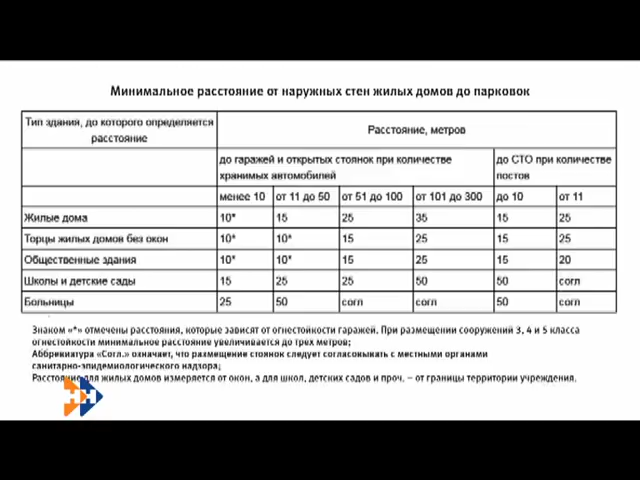 Минимальное расстояние от наружных стен жилых домов до парковок
Тип здания, до которого определяется расстояние
Расстояние, метров
до гаражей и открытых стоянок при количестве хранимых автомобилей
до СТО при количестве постов
менее 10 от 11 до 50 от 51 до 100 от 101 до 300 до 10 от 11
Жилые дома 10* 15 25 35 15 25
Торцы жилых домов без окон 10* 10* 15 25 15 25
Общественные здания 10* 10* 15 25 15 20
Школы и детские сады 15 25 25 50 50 согл
Больницы 25 50 согл согл 50 согл
Знаком «*» отмечены расстояния, которые зависят от огнестойкости гаражей. При размещении сооружений 3, 4 и 5 класса
огнестойкости минимальное расстояние увеличивается до трех метров;
Аббревиатура «Согл.» означает, что размещение стоянок следует согласовыкать с местными органами
санитарно-эпидемиологического надзора;
Расстояние для жилых домов измеряется от окон, а для школ, детских садов и проч. – от границы территории учреждения.
НН